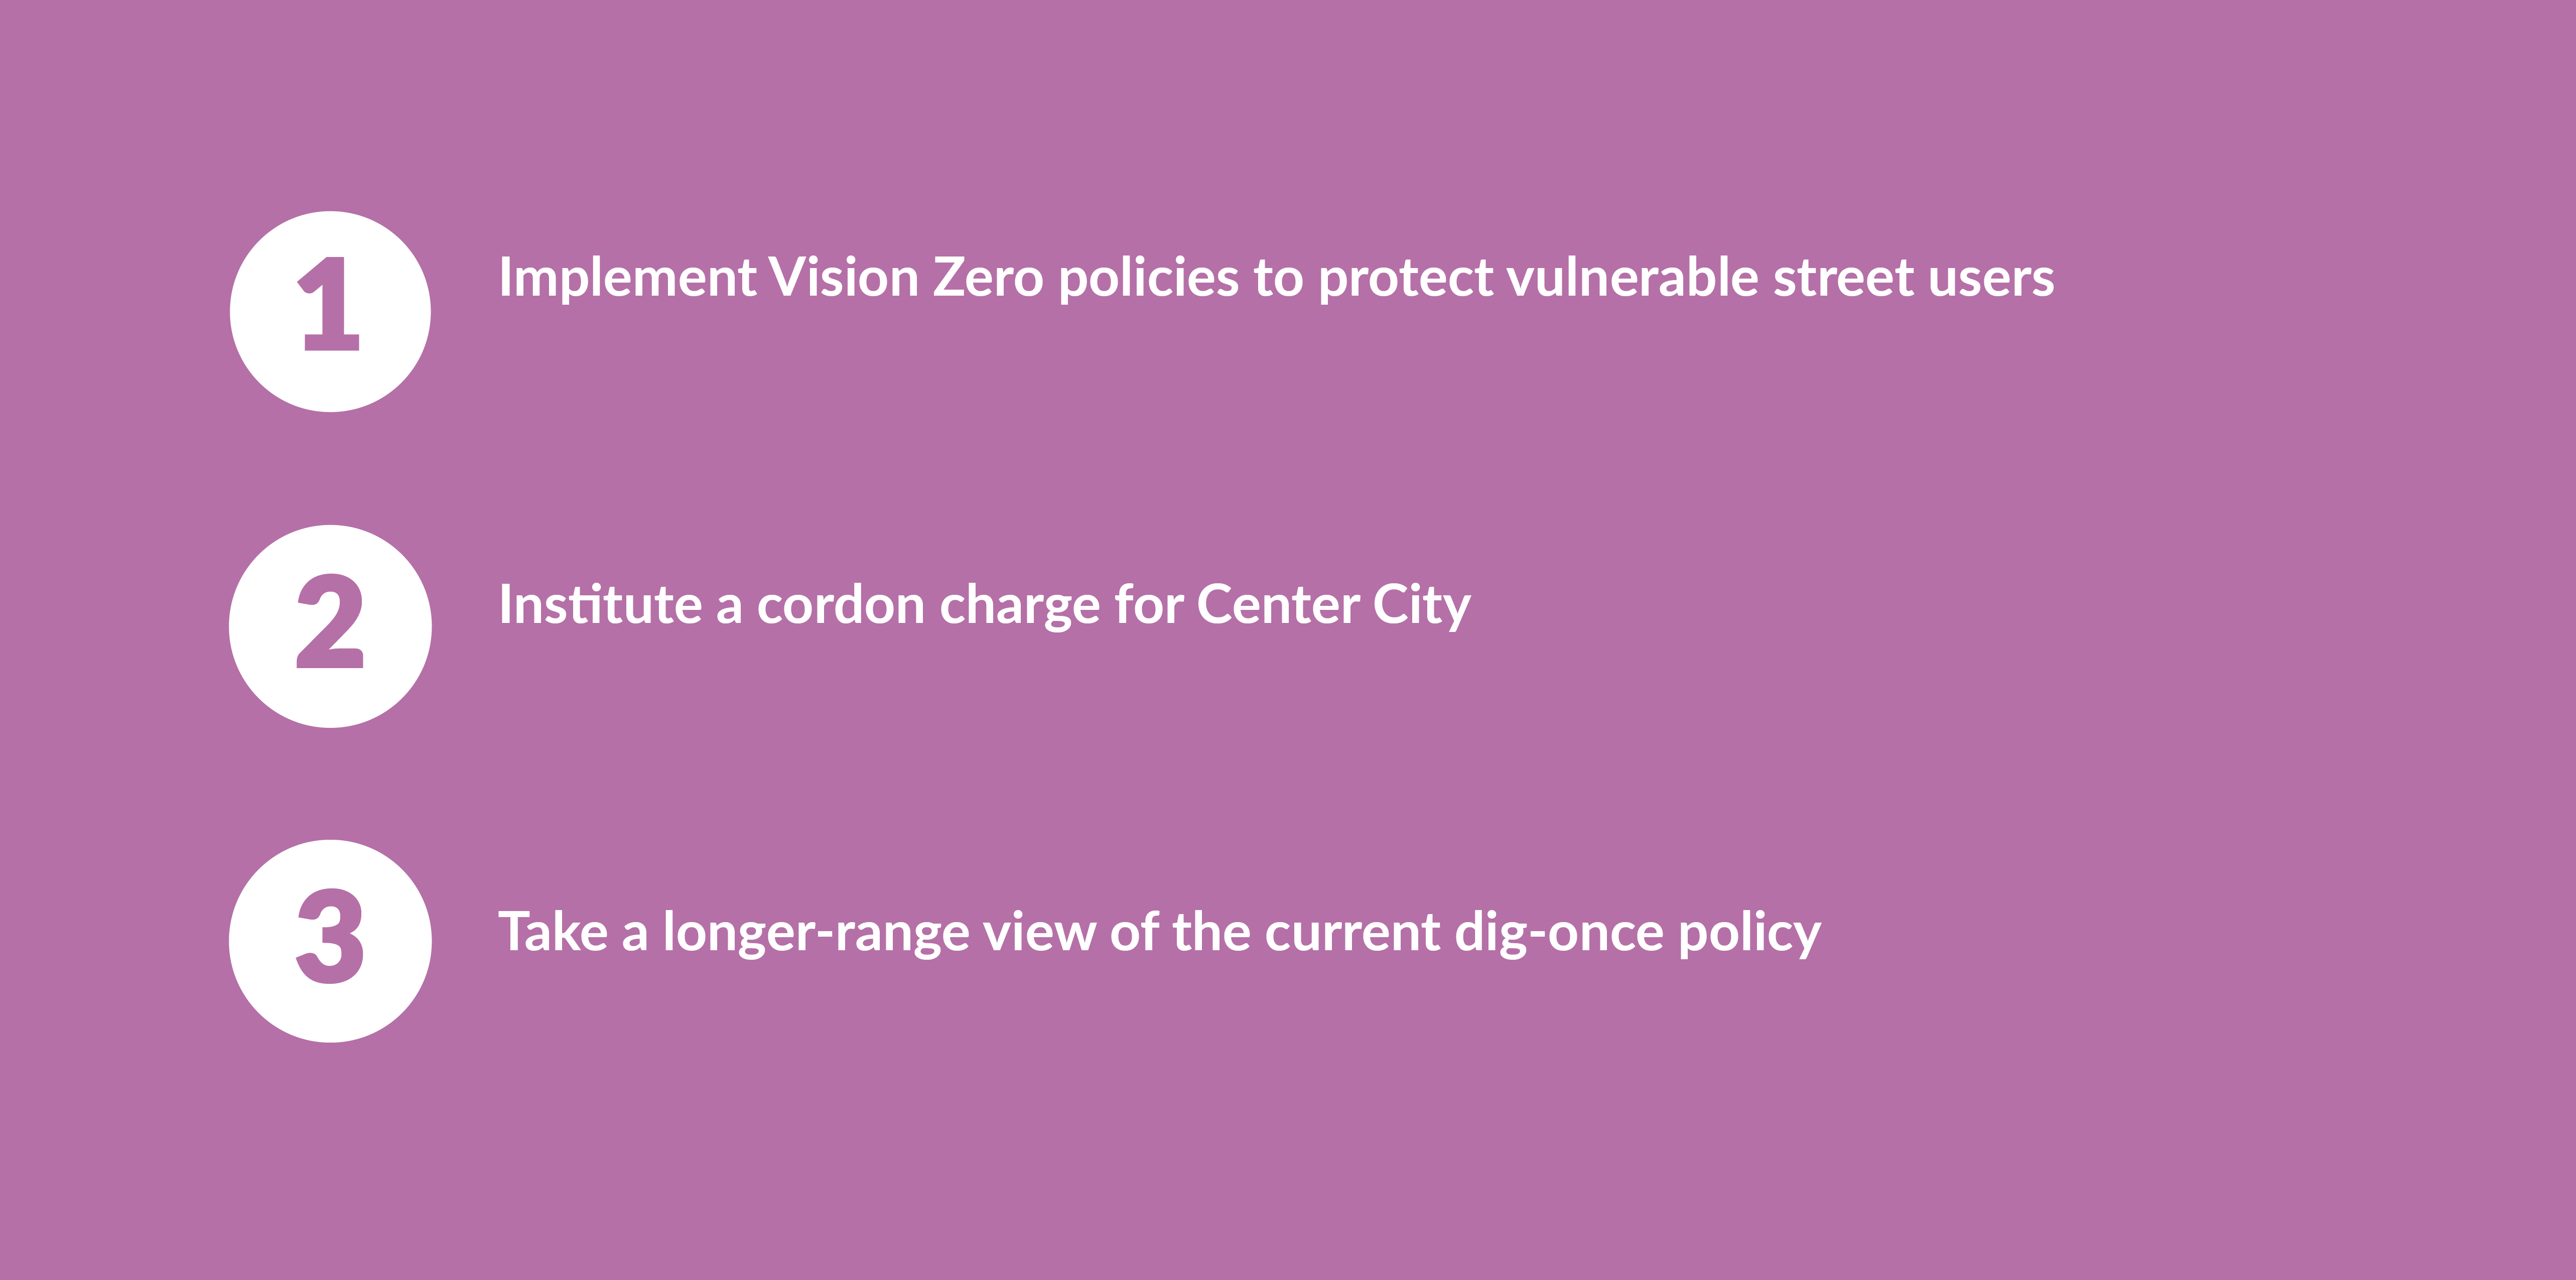 1
Implement Vision Zero policies to protect vulnerable street users
2
Institute a cordon charge for Center City
3
Take a longer-range view of the current dig-once policy